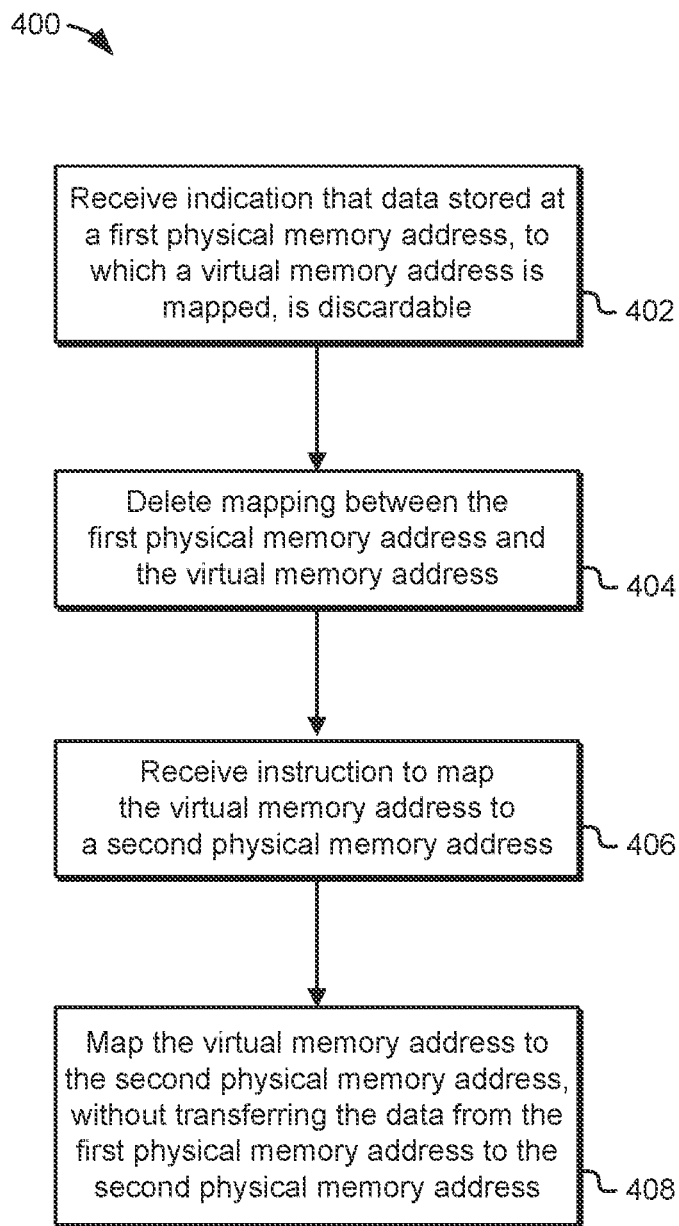 400
Receive indication that data stored at
a first physical memory address, to
which a virtual memory address is
mapped, is discardable
402
Delete mapping between the
first physical memory address and
the virtual memory address
404
Receive instruction to map
the virtual memory address to
a second physical memory address
406
Map the virtual memory address to
the second physical memory address,
without transferring the data from the
first physical memory address to the
second physical memory address
408